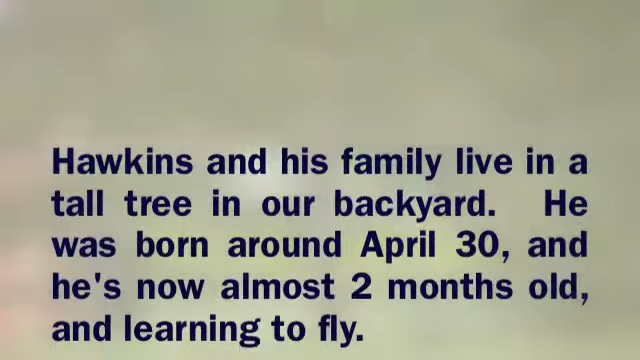 Hawkins and his family live in a
tall tree in our backyard. He
was born around April 30, and
he's now almost 2 months old,
and learning to fly.